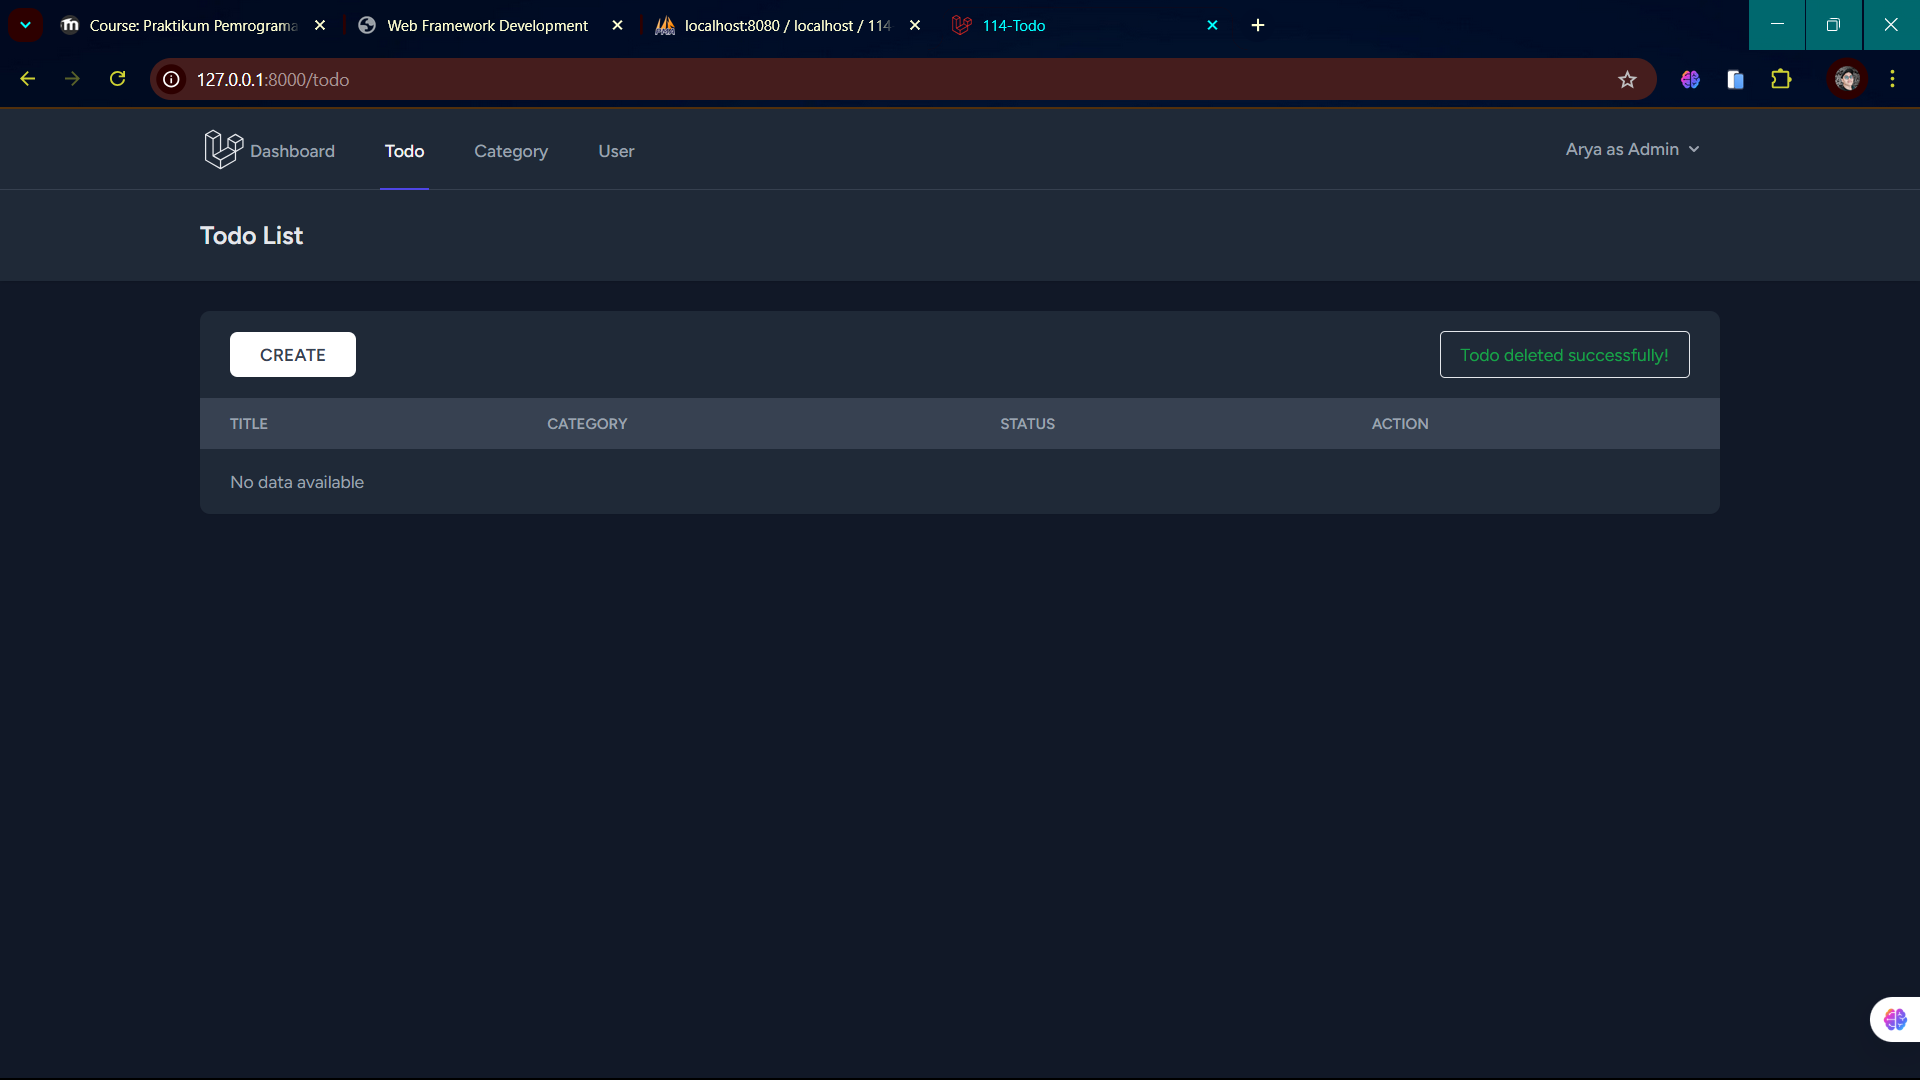 Course: Praktikum Pemrograma
Web Framework Development
localhost:8080 / localhost / 114
114-Todo
127.0.0.1:8000/todo
Dashboard
Todo
Category
User
Arya as Admin
Todo List
CREATE
Todo deleted successfully!
TITLE
CATEGORY
STATUS
ACTION
No data available